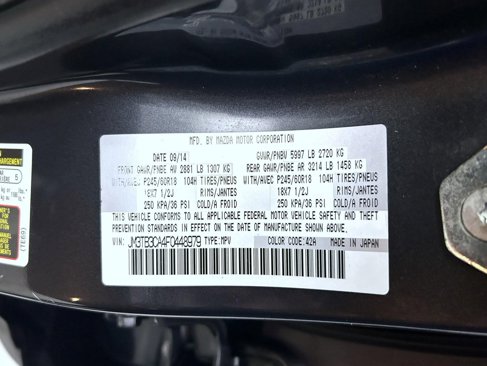 MFD. BY MAZDA MOTOR CORPORATION
DATE 09/14 GVWR/PNBV 5997 LB 2720 KG
FRONT GAWR/PNBE AV 2881 LB 1307 KG REAR GAWR/PNBE AR 3214 LB 1458 KG
WITH/AVEC P245/60R18 104H TIRES/PNEUS WITH/AVEC P245/60R18 104H TIRES/PNEUS
18X7 1/2J RIMS/JANTES 18X7 1/2J RIMS/JANTES
250 KPA/36 PSI COLD/A FROID 250 KPA/36 PSI COLD/A FROID
THIS VEHICLE CONFORMS TO ALL APPLICABLE FEDERAL MOTOR VEHICLE SAFETY AND THEFT
PREVENTION STANDARDS IN EFFECT ON THE DATE OF MANUFACTURE SHOWN ABOVE.
VIN: JM3TB3CA4F0448979 TYPE:MPV COLOR CODE:42A MADE IN JAPAN
5
(TE69)